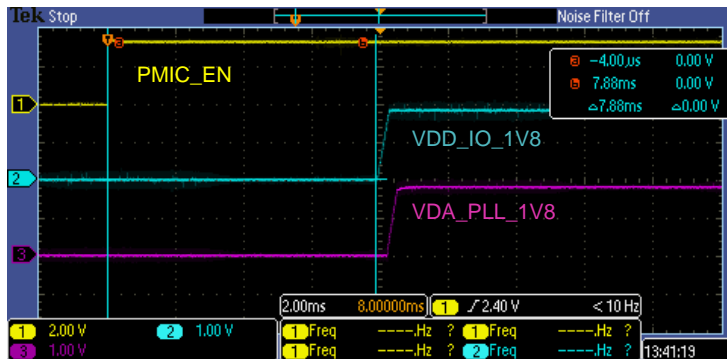 Tek Stop Noise Filter Off
T a b
a -4.00us 0.00 V
b 7.88ms 0.00 V
△7.88ms △0.00 V
PMIC_EN
1
VDD_IO_1V8
2
VDA_PLL_1V8
3
2.00ms 8.00000ms 1 2.40 V < 10 Hz
1 2.00 V 2 1.00 V 1 Freq ----.Hz ? 1 Freq ----.Hz ?
3 1.00 V 1 Freq ----.Hz ? 2 Freq ----.Hz ? 13:41:19